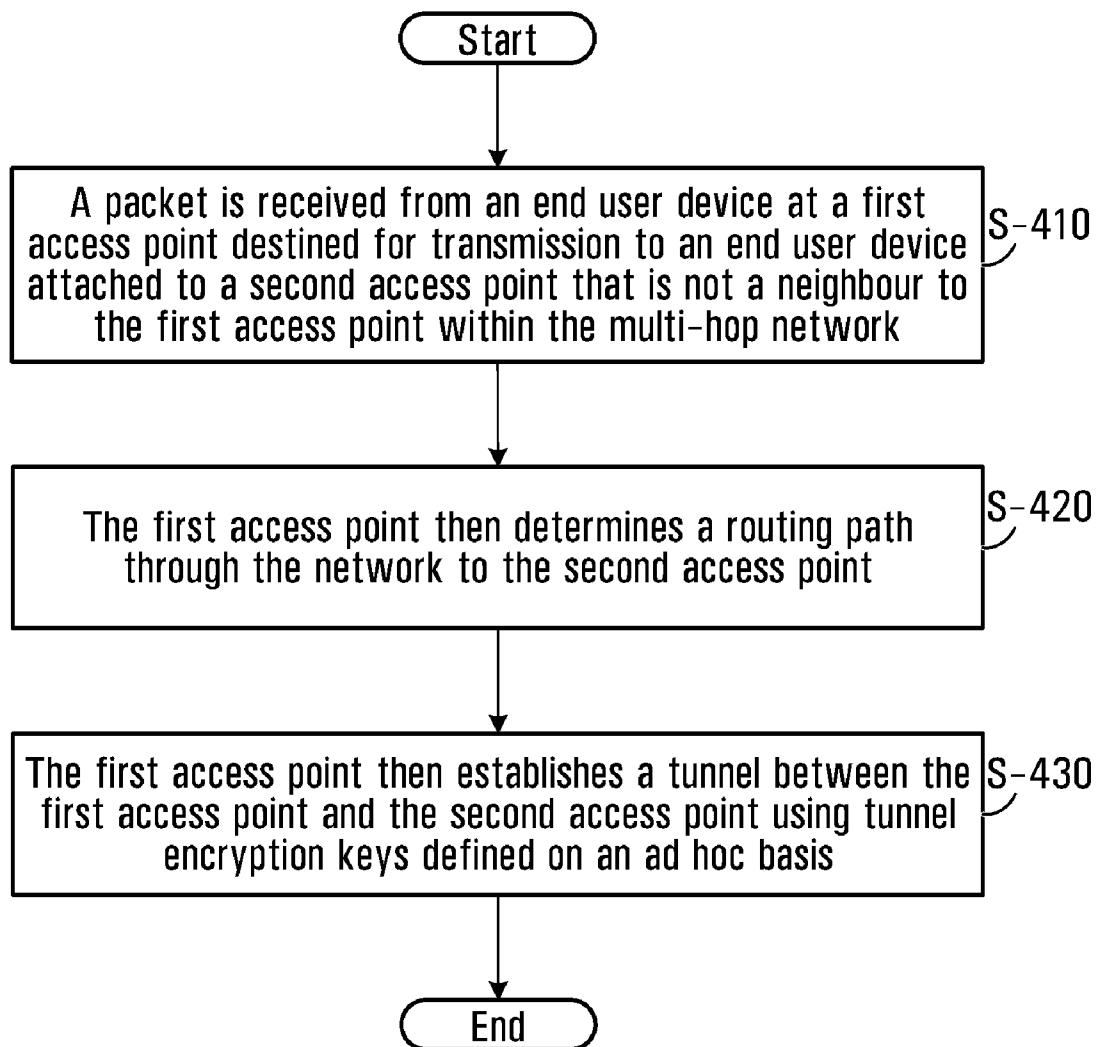 Start
A packet is received from an end user device at a first
access point destined for transmission to an end user device
attached to a second access point that is not a neighbour to
the first access point within the multi-hop network
S-410
The first access point then determines a routing path
through the network to the second access point
S-420
The first access point then establishes a tunnel between the
first access point and the second access point using tunnel
encryption keys defined on an ad hoc basis
S-430
End